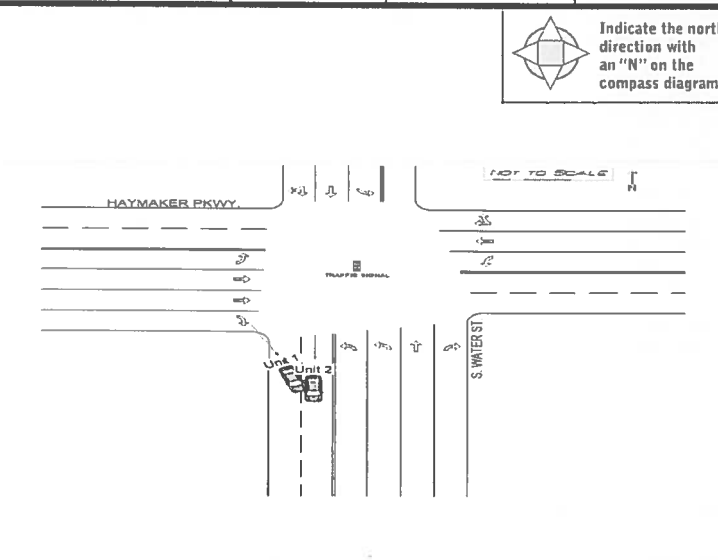 Indicate the north
direction with
an "N" on the
compass diagram
NOT TO SCALE
N
HAYMAKER PKWY.
TRAFFIC SIGNAL
S. WATER ST
Unit 1
Unit 2